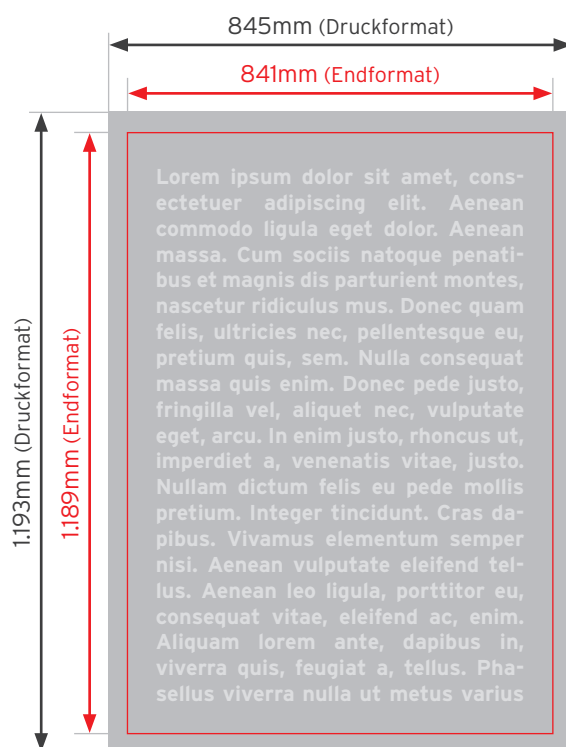 845mm (Druckformat)
841mm (Endformat)
1.193mm (Druckformat)
1.189mm (Endformat)
Lorem ipsum dolor sit amet, cons-
ectetuer adipiscing elit. Aenean
commodo ligula eget dolor. Aenean
massa. Cum sociis natoque penati-
bus et magnis dis parturient montes,
nascetur ridiculus mus. Donec quam
felis, ultricies nec, pellentesque eu,
pretium quis, sem. Nulla consequat
massa quis enim. Donec pede justo,
fringilla vel, aliquet nec, vulputate
eget, arcu. In enim justo, rhoncus ut,
imperdiet a, venenatis vitae, justo.
Nullam dictum felis eu pede mollis
pretium. Integer tincidunt. Cras da-
pibus. Vivamus elementum semper
nisi. Aenean vulputate eleifend tel-
lus. Aenean leo ligula, porttitor eu,
consequat vitae, eleifend ac, enim.
Aliquam lorem ante, dapibus in,
viverra quis, feugiat a, tellus. Pha-
sellus viverra nulla ut metus varius